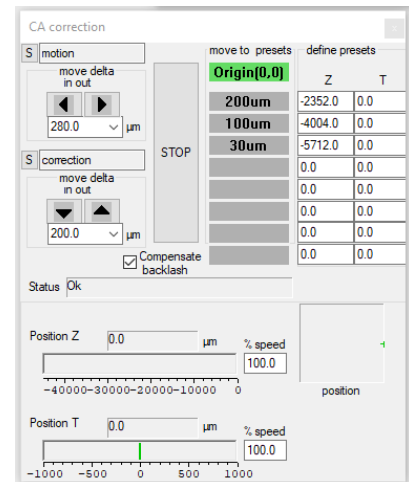 CA correction
S motion
move to presets
define presets
move delta
in out
Origin(0,0)
Z T
280.0 µm
200um
-2352.0 0.0
100um
-4004.0 0.0
30um
-5712.0 0.0
STOP
S correction
0.0 0.0
move delta
in out
0.0 0.0
0.0 0.0
0.0 0.0
200.0 µm
0.0 0.0
Compensate
backlash
Status Ok
Position Z 0.0 µm
% speed
100.0
-40000-30000-20000-10000 0
position
Position T 0.0 µm
% speed
100.0
-1000 -500 0 500 1000